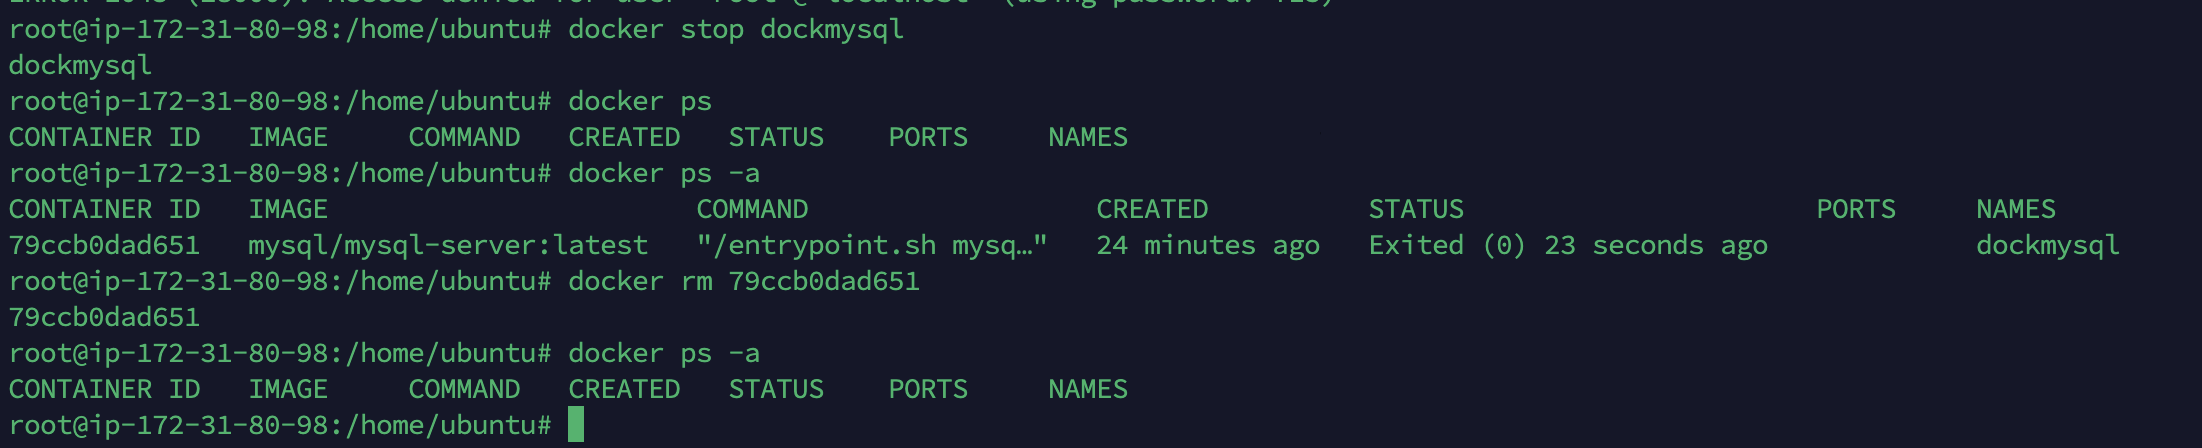 root@ip-172-31-80-98:/home/ubuntu# docker stop dockmysql
dockmysql
root@ip-172-31-80-98:/home/ubuntu# docker ps
CONTAINER ID   IMAGE     COMMAND   CREATED   STATUS    PORTS     NAMES
root@ip-172-31-80-98:/home/ubuntu# docker ps -a
CONTAINER ID   IMAGE                       COMMAND                  CREATED          STATUS                      PORTS     NAMES
79ccb0dad651   mysql/mysql-server:latest   "/entrypoint.sh mysq…"   24 minutes ago   Exited (0) 23 seconds ago             dockmysql
root@ip-172-31-80-98:/home/ubuntu# docker rm 79ccb0dad651
79ccb0dad651
root@ip-172-31-80-98:/home/ubuntu# docker ps -a
CONTAINER ID   IMAGE     COMMAND   CREATED   STATUS    PORTS     NAMES
root@ip-172-31-80-98:/home/ubuntu#